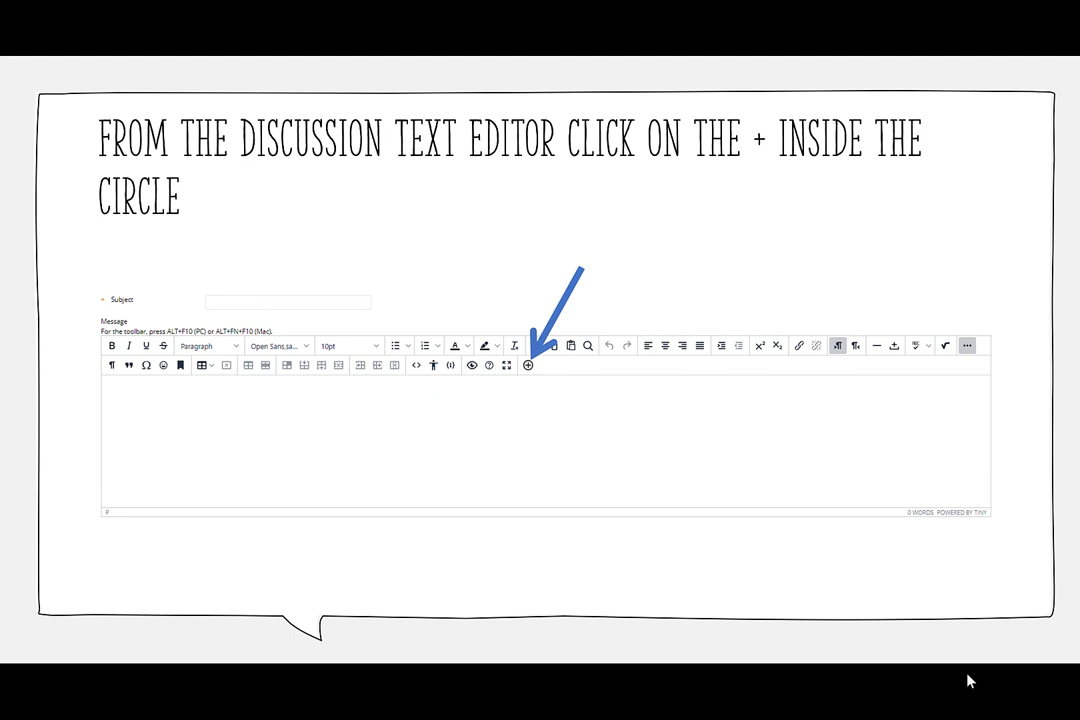 FROM THE DISCUSSION TEXT EDITOR CLICK ON THE + INSIDE THE
CIRCLE
* Subject
Message
For the toolbar, press ALT+F10 (PC) or ALT+FN+F10 (Mac).
B I U S Paragraph Open Sans,sa... 10pt
P 0 WORDS POWERED BY TINY